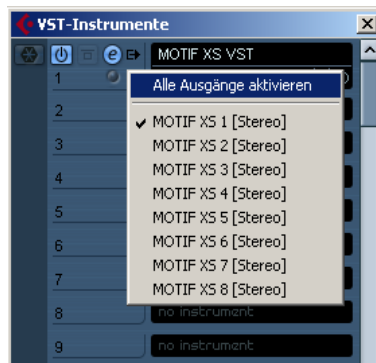 VST-Instrumente
e MOTIF XS VST
1
Alle Ausgänge aktivieren
2
✓ MOTIF XS 1 [Stereo]
MOTIF XS 2 [Stereo]
3
MOTIF XS 3 [Stereo]
4
MOTIF XS 4 [Stereo]
5
MOTIF XS 5 [Stereo]
6
MOTIF XS 6 [Stereo]
7
MOTIF XS 7 [Stereo]
MOTIF XS 8 [Stereo]
8 no instrument
9 no instrument